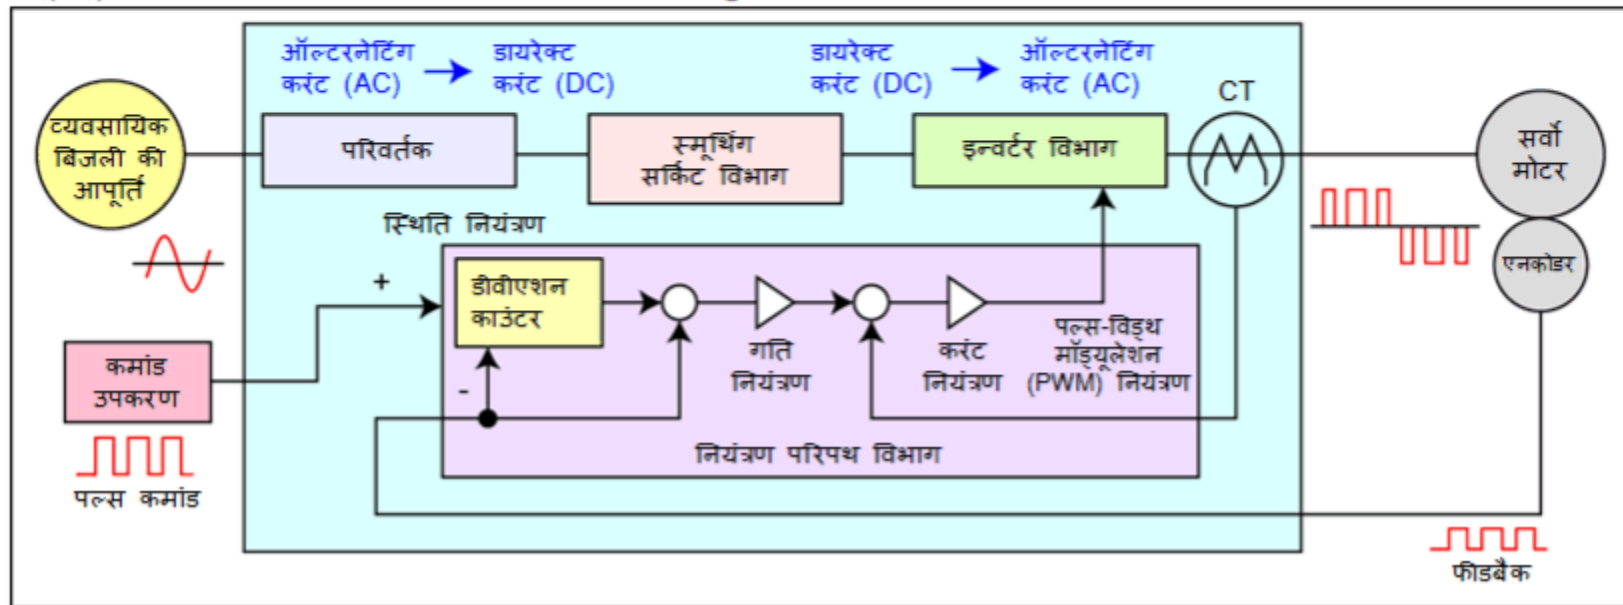 ऑल्टरनेटिंग
करंट (AC)
डायरेक्ट
करंट (DC)
डायरेक्ट
करंट (DC)
ऑल्टरनेटिंग
करंट (AC)
CT
व्यवसायिक
बिजली की
आपूर्ति
परिवर्तक
स्मूथिंग
सर्किट विभाग
इन्वर्टर विभाग
सर्वो
मोटर
एनकोडर
स्थिति नियंत्रण
+
डीवीएशन
काउंटर
-
गति
नियंत्रण
करंट
नियंत्रण
पल्स-विड्थ
मॉड्यूलेशन
(PWM) नियंत्रण
कमांड
उपकरण
पल्स कमांड
नियंत्रण परिपथ विभाग
फीडबैक